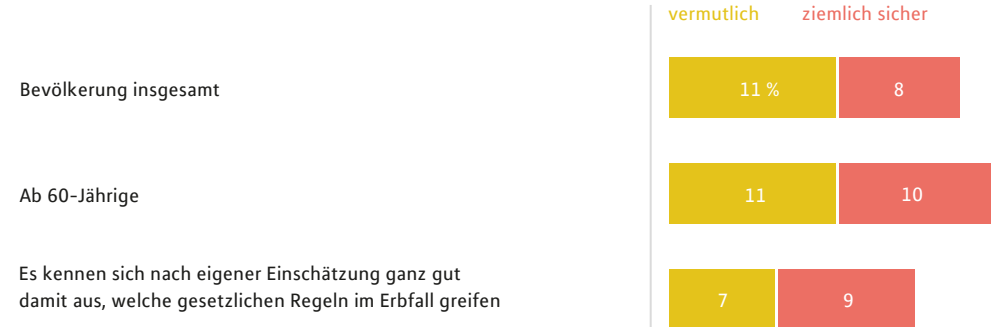 vermutlich ziemlich sicher
Bevölkerung insgesamt 11 % 8
Ab 60-Jährige 11 10
Es kennen sich nach eigener Einschätzung ganz gut
damit aus, welche gesetzlichen Regeln im Erbfall greifen 7 9